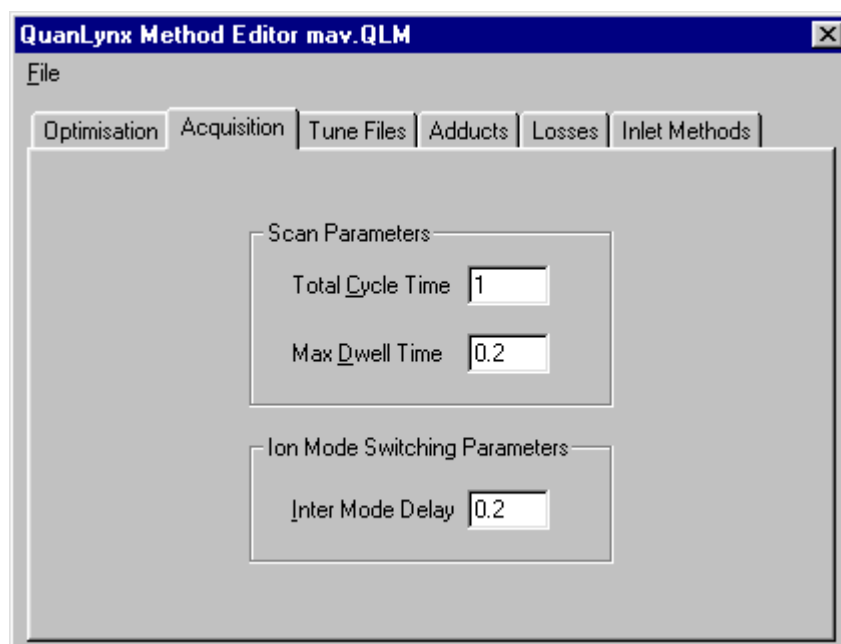 QuanLynx Method Editor mav.QLM
File
Optimisation Acquisition Tune Files Adducts Losses Inlet Methods
Scan Parameters
Total Cycle Time 1
Max Dwell Time 0.2
Ion Mode Switching Parameters
Inter Mode Delay 0.2